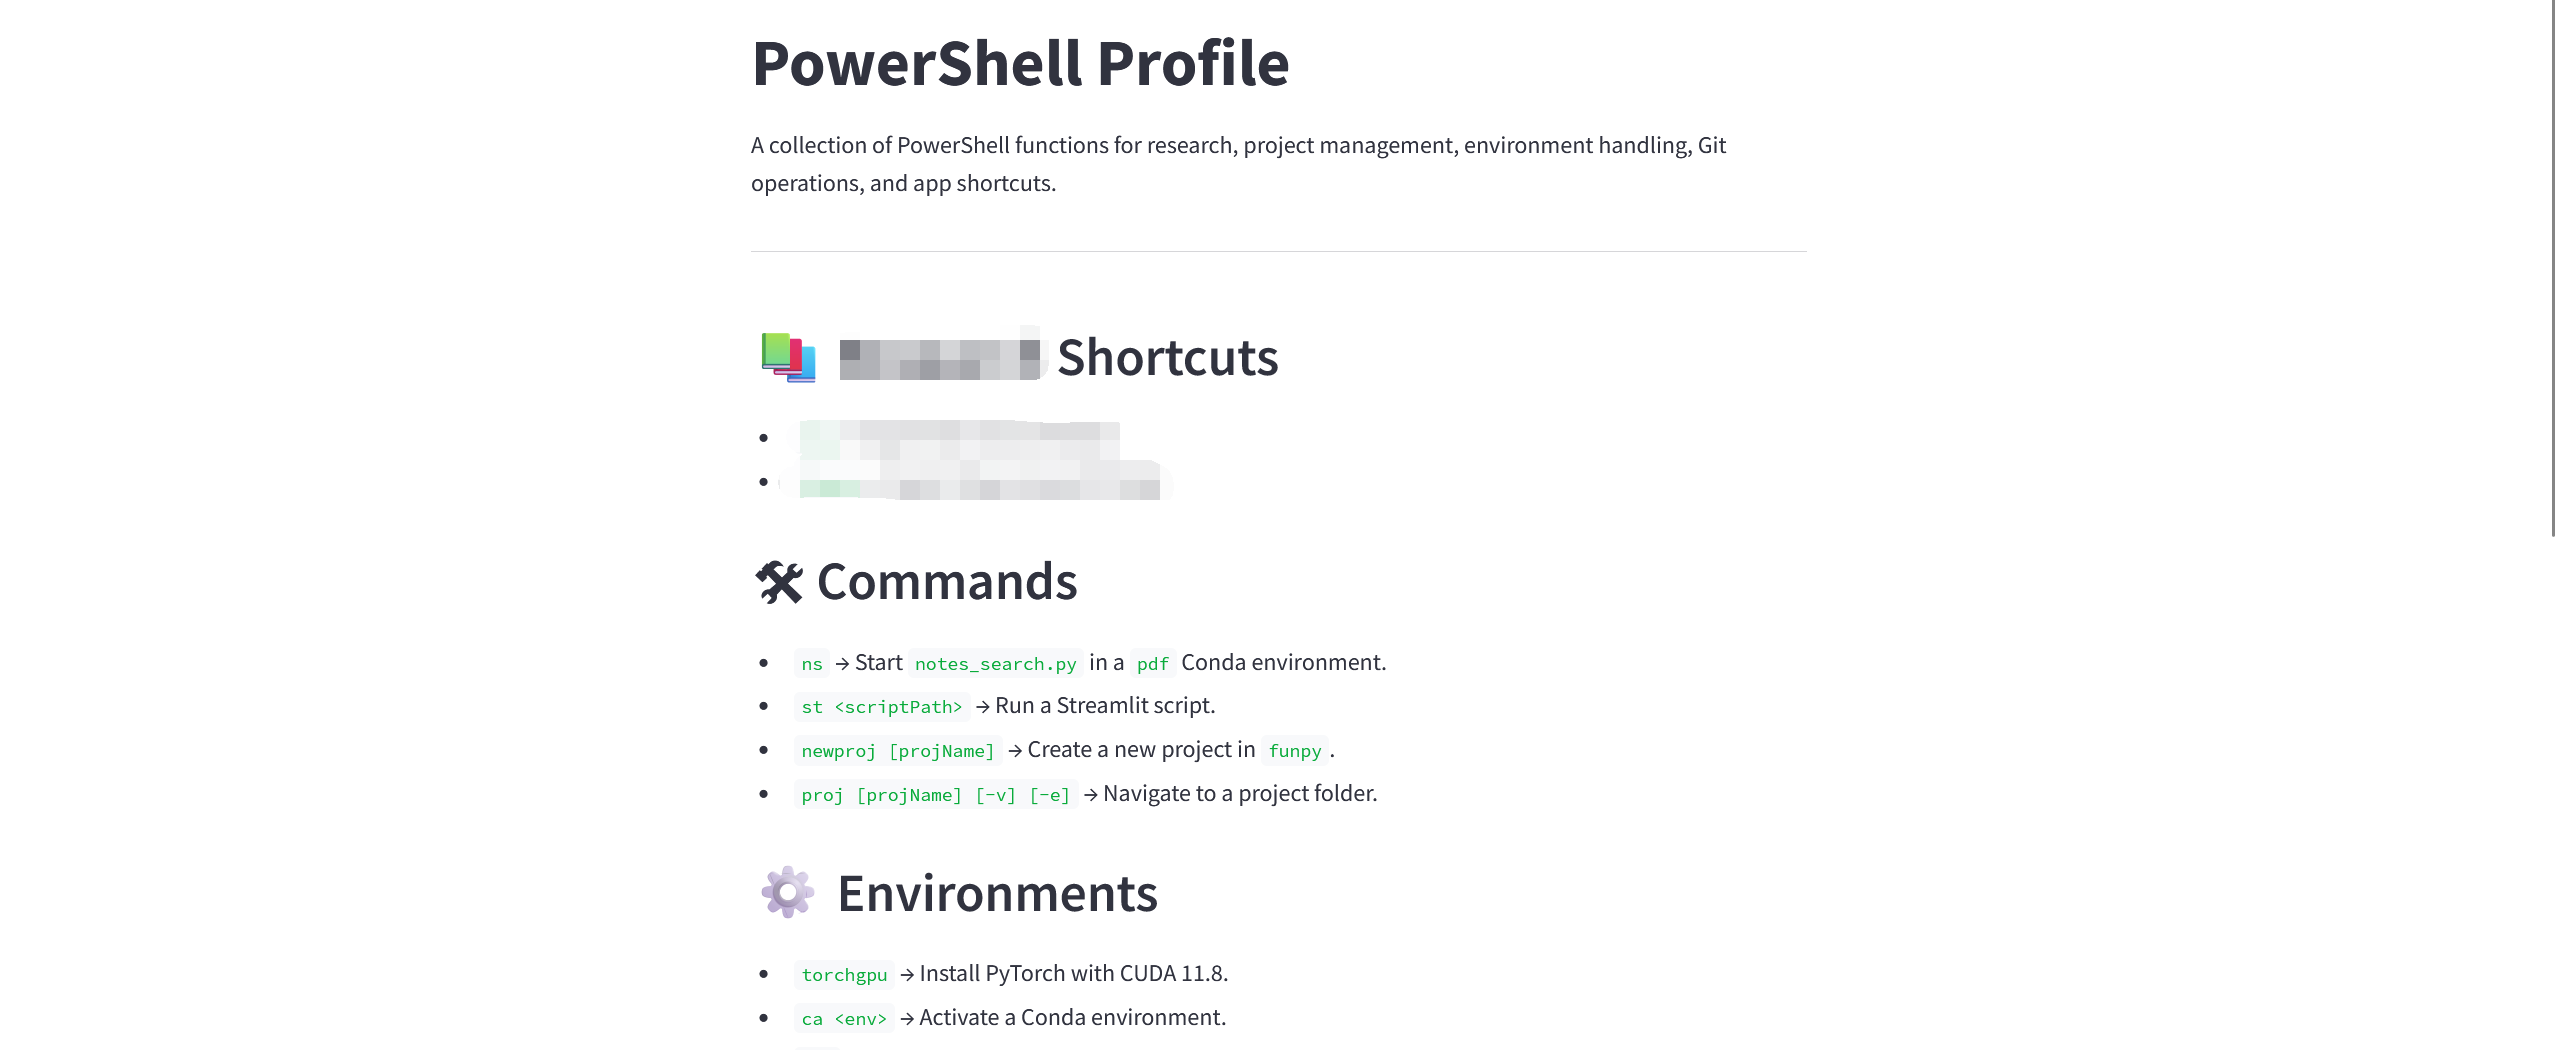 PowerShell Profile
A collection of PowerShell functions for research, project management, environment handling, Git
operations, and app shortcuts.
Shortcuts
Commands
ns → Start notes_search.py in a pdf Conda environment.
st <scriptPath> → Run a Streamlit script.
newproj [projName] → Create a new project in funpy.
proj [projName] [-v] [-e] → Navigate to a project folder.
Environments
torchgpu → Install PyTorch with CUDA 11.8.
ca <env> → Activate a Conda environment.